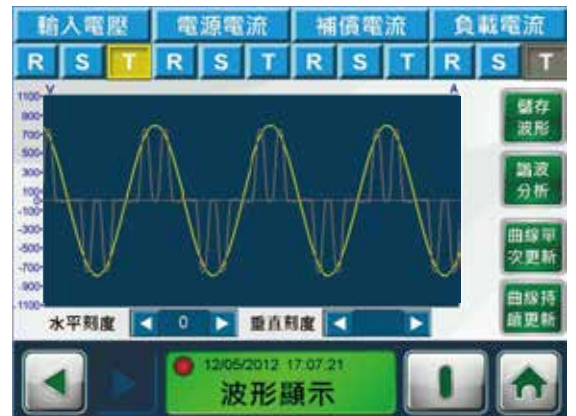 輸入電壓 電源電流 補償電流 負載電流
R S T R S T R S T R S T
V A
1100
900
700
500
300
100
0
-100
-300
-500
-700
-900
-1100
儲存
波形
諧波
分析
曲線單
次更新
曲線持
續更新
水平刻度 0 垂直刻度
12/05/2012 17:07:21
波形顯示